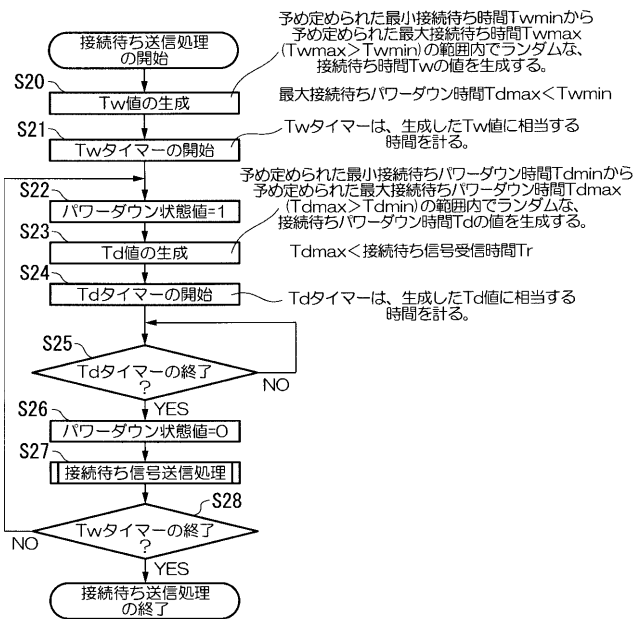 接続待ち送信処理
の開始
予め定められた最小接続待ち時間Twminから
予め定められた最大接続待ち時間Twmax
(Twmax>Twmin)の範囲内でランダムな、
接続待ち時間Twの値を生成する。
S20
Tw値の生成
最大接続待ちパワーダウン時間Tdmax<Twmin
S21
Twタイマーの開始
Twタイマーは、生成したTw値に相当する
時間を計る。
予め定められた最小接続待ちパワーダウン時間Tdminから
予め定められた最大接続待ちパワーダウン時間Tdmax
(Tdmax>Tdmin)の範囲内でランダムな、
接続待ちパワーダウン時間Tdの値を生成する。
S22
パワーダウン状態値=1
S23
Td値の生成
Tdmax<接続待ち信号受信時間Tr
S24
Tdタイマーの開始
Tdタイマーは、生成したTd値に相当する
時間を計る。
S25
Tdタイマーの終了
?
NO
YES
S26
パワーダウン状態値=0
S27
接続待ち信号送信処理
S28
Twタイマーの終了
?
NO
YES
接続待ち送信処理
の終了